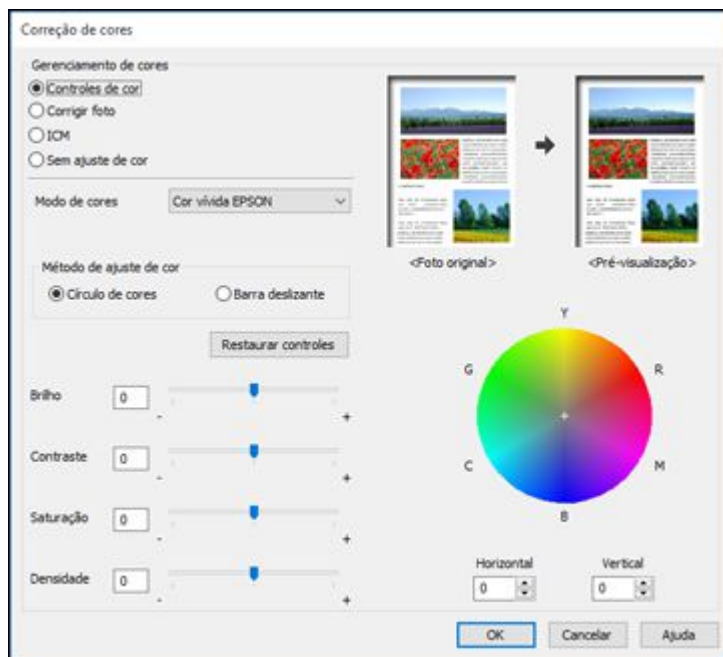 Correção de cores
Gerenciamento de cores
Controles de cor
Corrigir foto
ICM
Sem ajuste de cor
Modo de cores
Cor vívida EPSON
<Foto original>
<Pré-visualização>
Método de ajuste de cor
Círculo de cores
Barra deslizante
Restaurar controles
Brilho
0
-
+
Contraste
0
-
+
Saturação
0
-
+
Densidade
0
-
+
Y
G
R
C
M
B
Horizontal
Vertical
0
0
OK
Cancelar
Ajuda